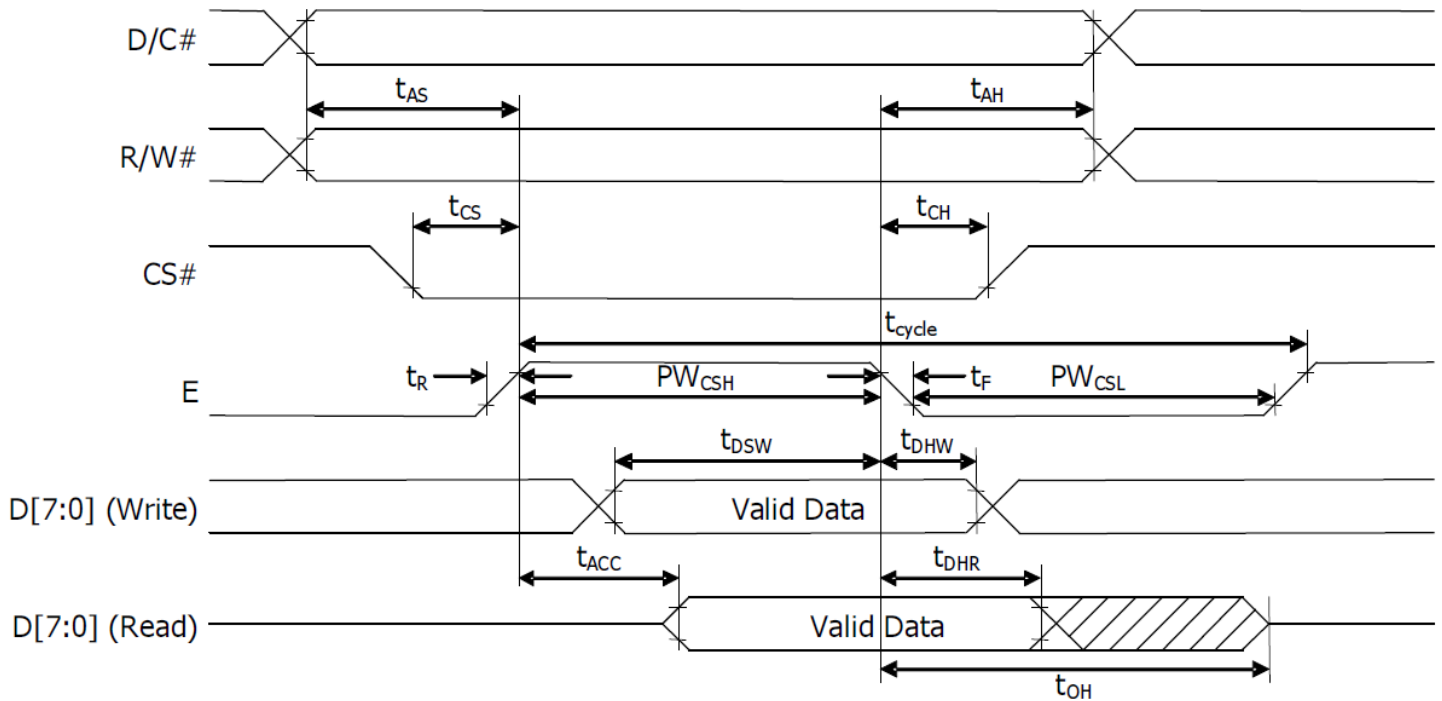 D/C#
tAS
tAH
R/W#
tCS
tCH
CS#
tcycle
tR
PWCSH
tF
PWCSL
E
tDSW
tDHW
D[7:0] (Write)
Valid Data
tACC
tDHR
D[7:0] (Read)
Valid Data
tOH